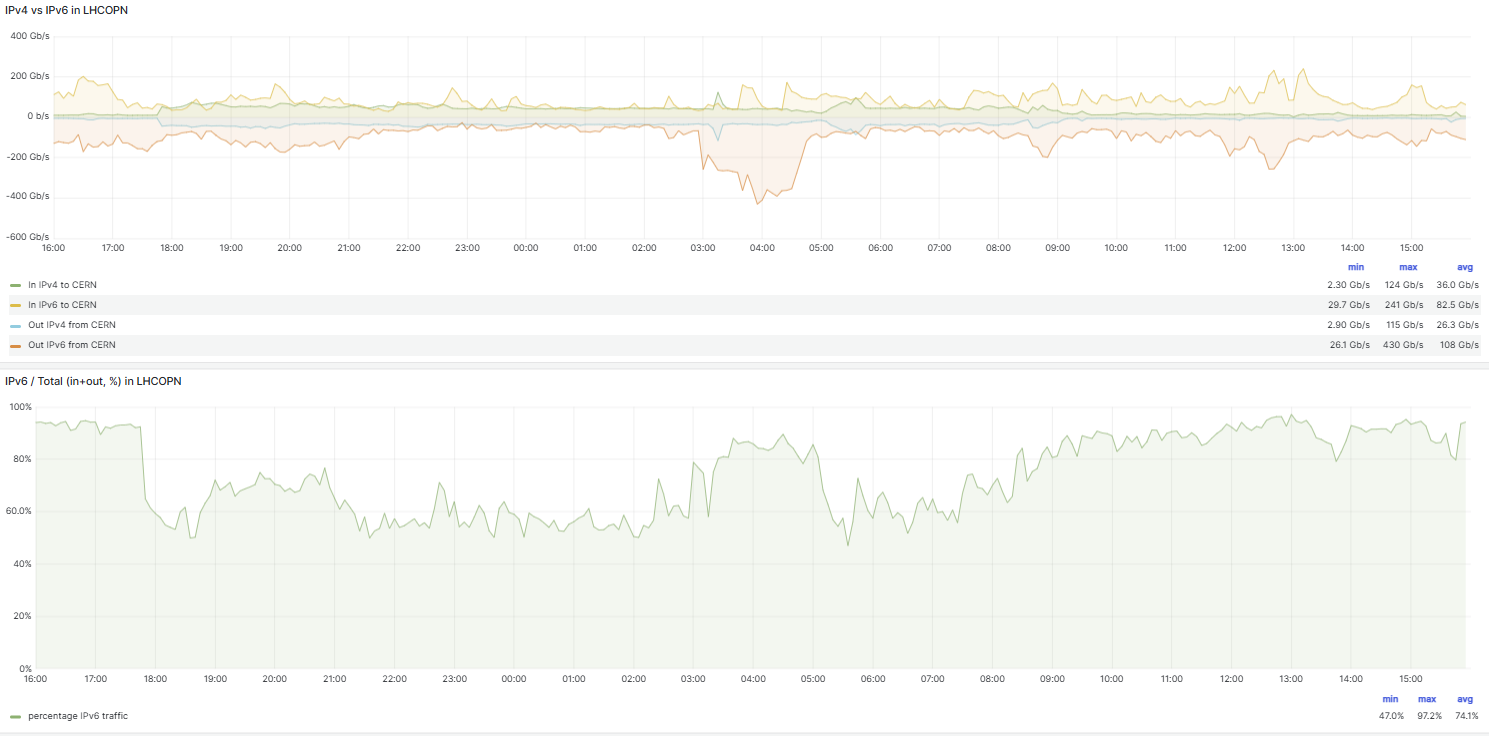 IPv4 vs IPv6 in LHCOPN
400 Gb/s
200 Gb/s
0 b/s
-200 Gb/s
-400 Gb/s
-600 Gb/s
16:00 17:00 18:00 19:00 20:00 21:00 22:00 23:00 00:00 01:00 02:00 03:00 04:00 05:00 06:00 07:00 08:00 09:00 10:00 11:00 12:00 13:00 14:00 15:00
min max avg
In IPv4 to CERN 2.30 Gb/s 124 Gb/s 36.0 Gb/s
In IPv6 to CERN 29.7 Gb/s 241 Gb/s 82.5 Gb/s
Out IPv4 from CERN 2.90 Gb/s 115 Gb/s 26.3 Gb/s
Out IPv6 from CERN 26.1 Gb/s 430 Gb/s 108 Gb/s
IPv6 / Total (in+out, %) in LHCOPN
100%
80%
60.0%
40%
20%
0%
16:00 17:00 18:00 19:00 20:00 21:00 22:00 23:00 00:00 01:00 02:00 03:00 04:00 05:00 06:00 07:00 08:00 09:00 10:00 11:00 12:00 13:00 14:00 15:00
min max avg
percentage IPv6 traffic 47.0% 97.2% 74.1%